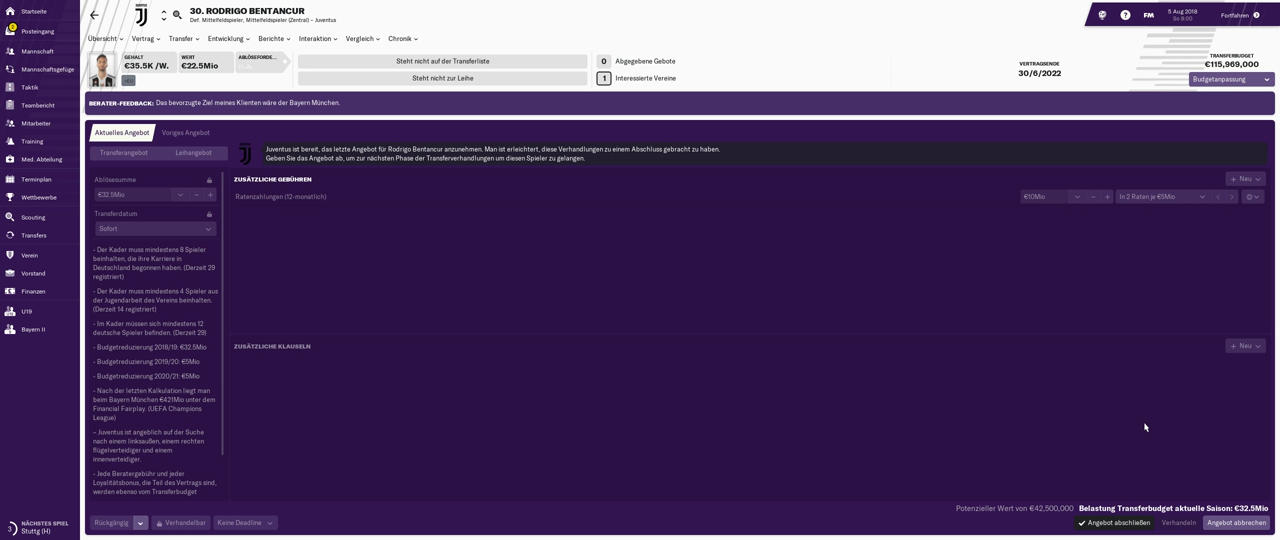 Startseite
Posteingang
Mannschaft
Mannschaftsgefüge
Taktik
Teambericht
Mitarbeiter
Training
Med. Abteilung
Terminplan
Wettbewerbe
Scouting
Transfers
Verein
Vorstand
Finanzen
U19
Bayern II
3 NÄCHSTES SPIEL
Stuttg (H)
30. RODRIGO BENTANCUR
Def. Mittelfeldspieler, Mittelfeldspieler (Zentral) – Juventus
FM
5 Aug 2018
So 9:00
Fortfahren
Übersicht
Vertrag
Transfer
Entwicklung
Berichte
Interaktion
Vergleich
Chronik
GEHALT
€35.5K /W.
WERT
€22.5Mio
ABLÖSEFORDE...
Steht nicht auf der Transferliste
Steht nicht zur Leihe
0 Abgegebene Gebote
1 Interessierte Vereine
VERTRAGSENDE
30/6/2022
TRANSFERBUDGET
€115,969,000
Budgetanpassung
BERATER-FEEDBACK: Das bevorzugte Ziel meines Klienten wäre der Bayern München.
Aktuelles Angebot
Voriges Angebot
Transferangebot
Leihangebot
Juventus ist bereit, das letzte Angebot für Rodrigo Bentancur anzunehmen. Man ist erleichtert, diese Verhandlungen zu einem Abschluss gebracht zu haben.
Geben Sie das Angebot ab, um zur nächsten Phase der Transferverhandlungen um diesen Spieler zu gelangen.
Ablösesumme
€32.5Mio
Transferdatum
Sofort
- Der Kader muss mindestens 8 Spieler
beinhalten, die ihre Karriere in
Deutschland begonnen haben. (Derzeit 29
registriert)
- Der Kader muss mindestens 4 Spieler aus
der Jugendarbeit des Vereins beinhalten.
(Derzeit 14 registriert)
- Im Kader müssen sich mindestens 12
deutsche Spieler befinden. (Derzeit 29)
- Budgetreduzierung 2018/19: €32.5Mio
- Budgetreduzierung 2019/20: €5Mio
- Budgetreduzierung 2020/21: €5Mio
- Nach der letzten Kalkulation liegt man
beim Bayern München €421Mio unter dem
Financial Fairplay. (UEFA Champions
League)
– Juventus ist angeblich auf der Suche
nach einem linksaußen, einem rechten
flügelverteidiger und einem
innenverteidiger.
- Jede Beratergebühr und jeder
Loyalitätsbonus, die Teil des Vertrags sind,
werden ebenso vom Transferbudget
ZUSÄTZLICHE GEBÜHREN
+ Neu
Ratenzahlungen (12-monatlich)
€10Mio
In 2 Raten je €5Mio
ZUSÄTZLICHE KLAUSELN
+ Neu
Potenzieller Wert von €42,500,000
Belastung Transferbudget aktuelle Saison: €32.5Mio
Rückgängig
Verhandelbar
Keine Deadline
Angebot abschließen
Verhandeln
Angebot abbrechen